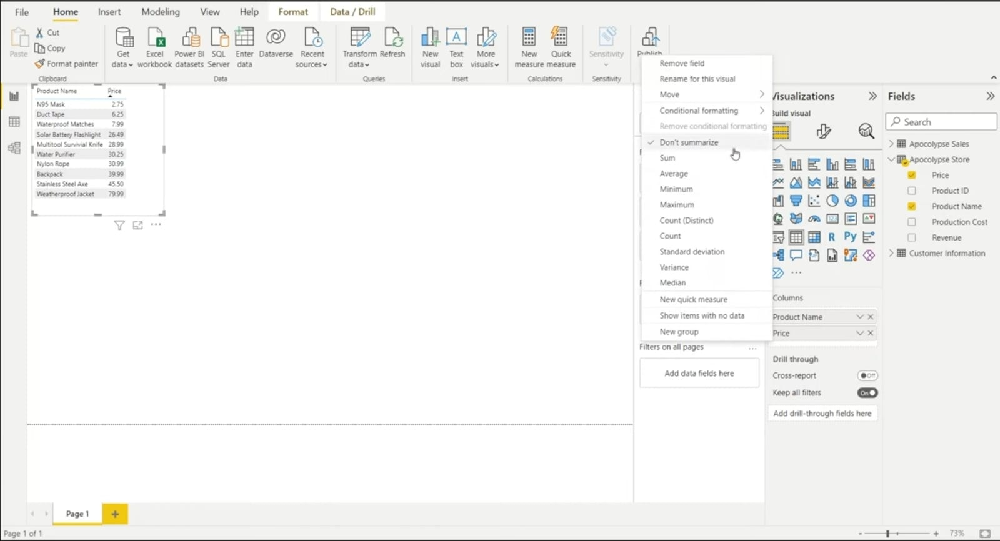 File Home Insert Modeling View Help Format Data / Drill
Paste
Cut
Copy
Format painter
Clipboard
Get data
Excel workbook
Power BI datasets
SQL Server
Enter data
Dataverse
Recent sources
Data
Transform data
Refresh
Queries
New visual
Text box
More visuals
Insert
New measure
Quick measure
Calculations
Sensitivity
Sensitivity
Publish
Product Name Price
N95 Mask 2.75
Duct Tape 6.25
Waterproof Matches 7.99
Solar Battery Flashlight 26.49
Multitool Survivial Knife 28.99
Water Purifier 30.25
Nylon Rope 30.99
Backpack 39.99
Stainless Steel Axe 45.50
Weatherproof Jacket 79.99
Remove field
Rename for this visual
Move
Conditional formatting
Remove conditional formatting
Don't summarize
Sum
Average
Minimum
Maximum
Count (Distinct)
Count
Standard deviation
Variance
Median
New quick measure
Show items with no data
New group
Filters on all pages ...
Add data fields here
Visualizations
Build visual
123
R
Py
...
Columns
Product Name
Price
Drill through
Cross-report Off
Keep all filters On
Add drill-through fields here
Fields
Search
Apocolypse Sales
Apocolypse Store
Price
Product ID
Product Name
Production Cost
Revenue
Customer Information
Page 1 +
Page 1 of 1
- + 73%